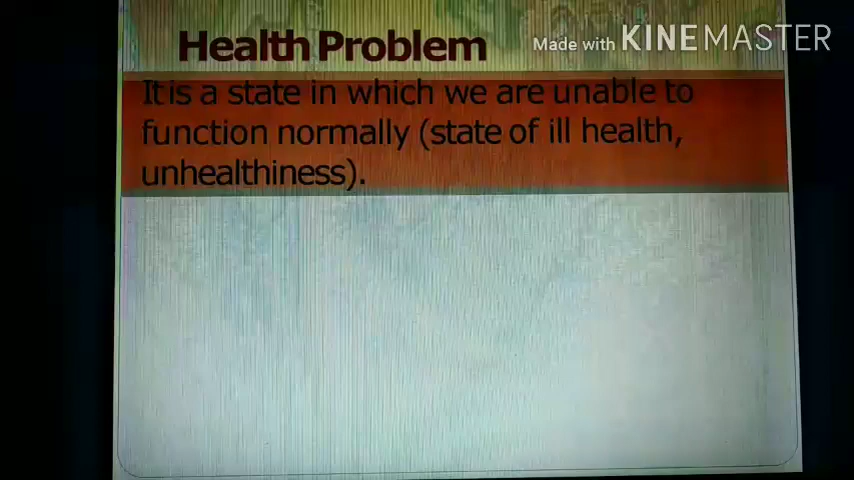 Health Problem
Made with KINEMASTER
It is a state in which we are unable to
function normally (state of ill health,
unhealthiness).